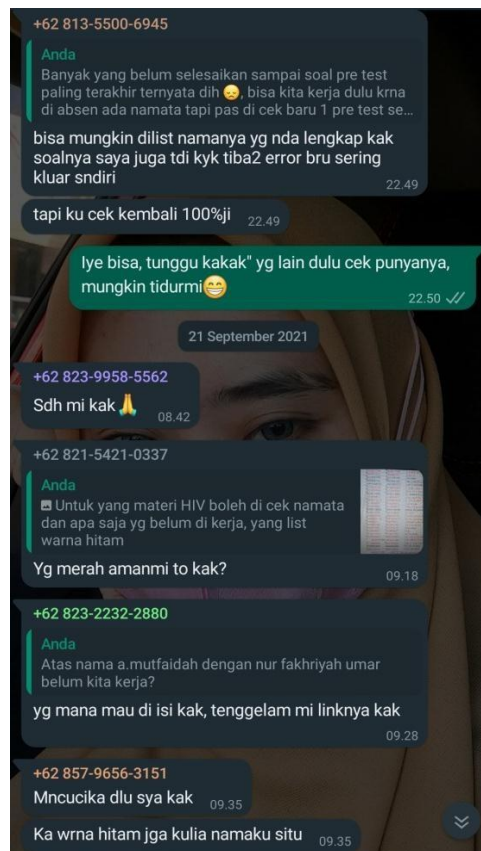 +62 813-5500-6945
Anda
Banyak yang belum selesaikan sampai soal pre test
paling terakhir ternyata dih 😞, bisa kita kerja dulu krna
di absen ada namata tapi pas di cek baru 1 pre test se...
bisa mungkin dilist namanya yg nda lengkap kak
soalnya saya juga tdi kyk tiba2 error bru sering
kluar sndiri
22.49
tapi ku cek kembali 100%ji
22.49
Iye bisa, tunggu kakak" yg lain dulu cek punyanya,
mungkin tidurmi😁
22.50
21 September 2021
+62 823-9958-5562
Sdh mi kak🙏
08.42
+62 821-5421-0337
Anda
Untuk yang materi HIV boleh di cek namata
dan apa saja yg belum di kerja, yang list
warna hitam
Yg merah amanmi to kak?
09.18
+62 823-2232-2880
Anda
Atas nama a.mutfaidah dengan nur fakhriyah umar
belum kita kerja?
yg mana mau di isi kak, tenggelam mi linknya kak
09.28
+62 857-9656-3151
Mncucika dlu sya kak
09.35
Ka wrna hitam jga kulia namaku situ
09.35